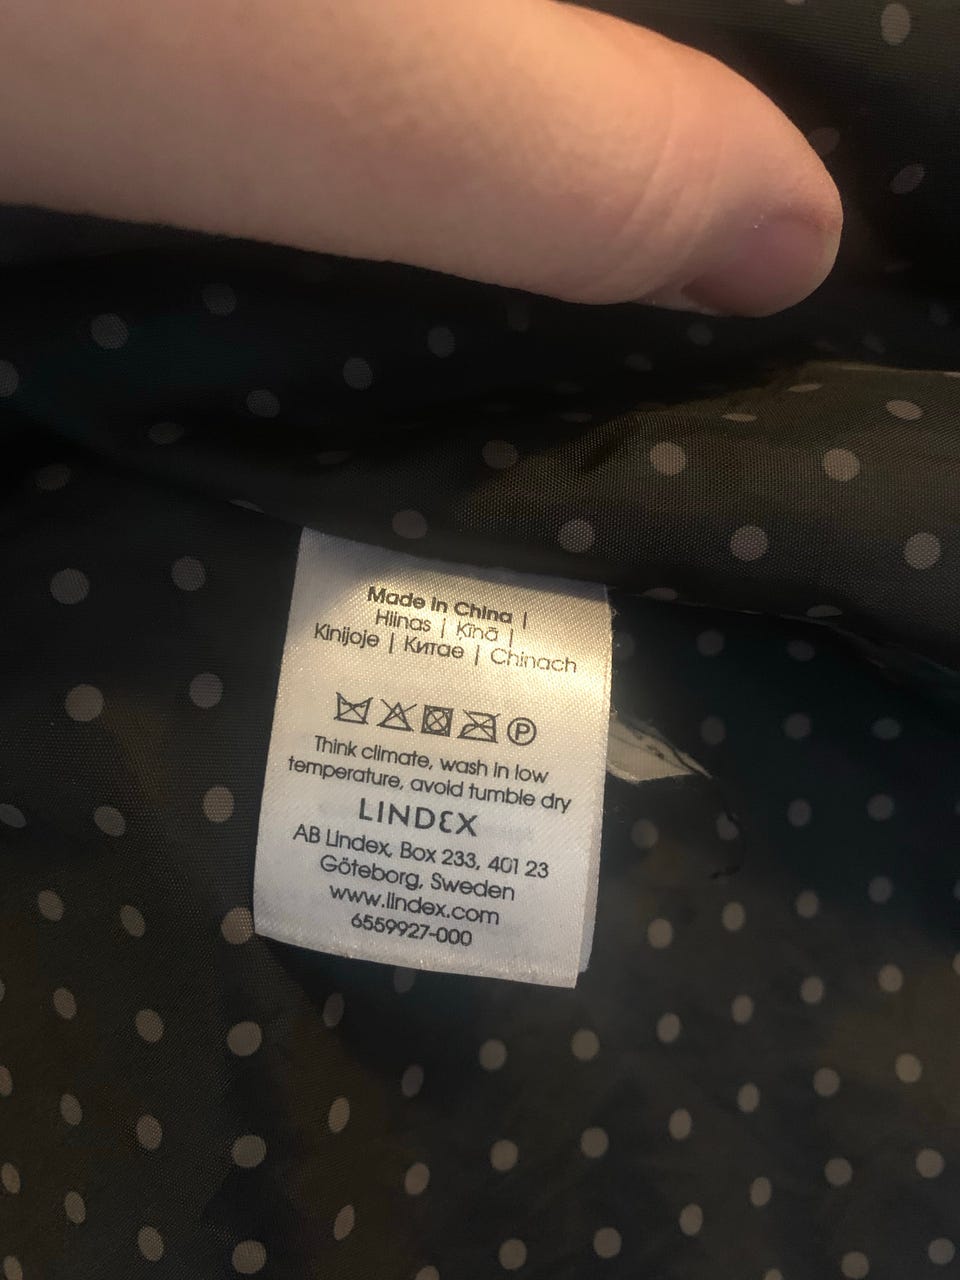 Made in China |
Hiinas | Ķīnā |
Kinijoje | Китае | Chinach
P
Think climate, wash in low
temperature, avoid tumble dry
LINDEX
AB Lindex, Box 233, 401 23
Göteborg, Sweden
www.lindex.com
6559927-000